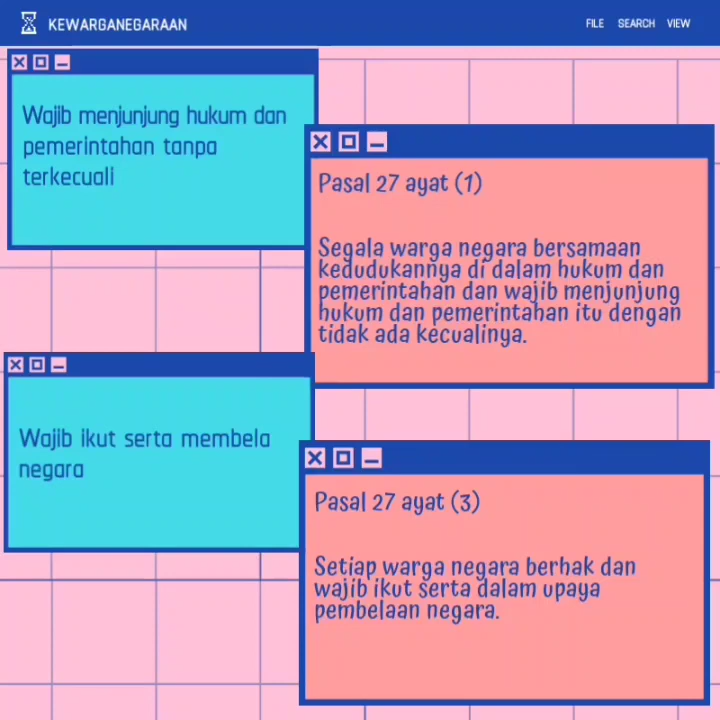 KEWARGANEGARAAN
FILE SEARCH VIEW
Wajib menjunjung hukum dan
pemerintahan tanpa
terkecuali
Pasal 27 ayat (1)
Segala warga negara bersamaan
kedudukannya di dalam hukum dan
pemerintahan dan wajib menjunjung
hukum dan pemerintahan itu dengan
tidak ada kecualinya.
Wajib ikut serta membela
negara
Pasal 27 ayat (3)
Setiap warga negara berhak dan
wajib ikut serta dalam upaya
pembelaan negara.